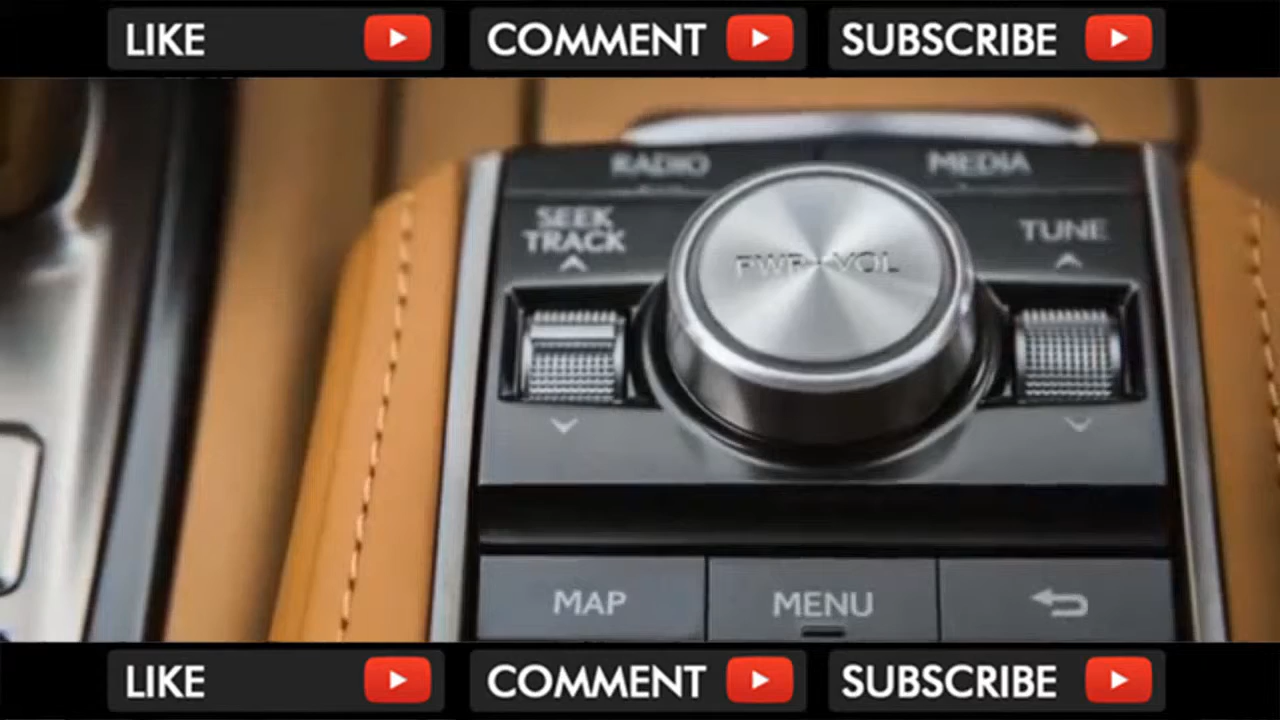 LIKE COMMENT SUBSCRIBE
RADIO MEDIA
SEEK
TRACK
TUNE
PWR VOL
MAP MENU
LIKE COMMENT SUBSCRIBE